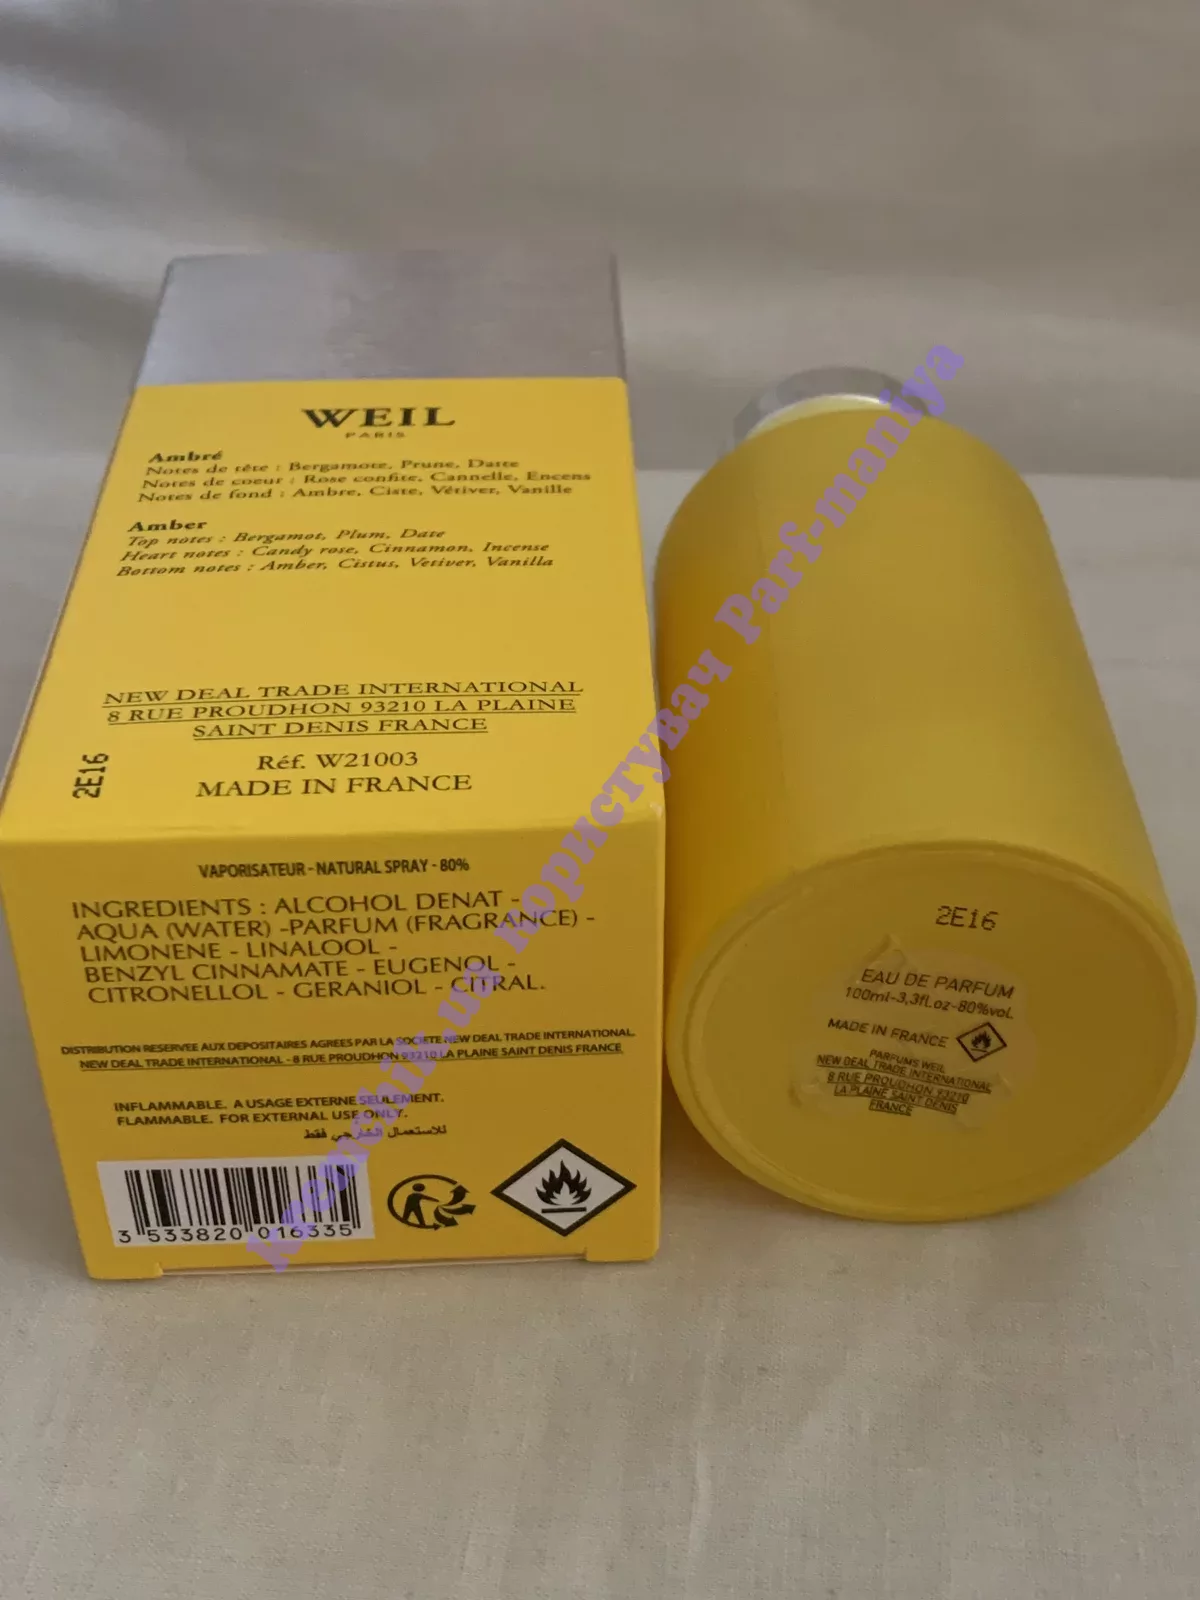 WEIL
PARIS
Ambré
Notes de tête : Bergamote, Prune, Datte
Notes de coeur : Rose confite, Cannelle, Encens
Notes de fond : Ambre, Ciste, Vétiver, Vanille
Amber
Top notes : Bergamot, Plum, Date
Heart notes : Candy rose, Cinnamon, Incense
Bottom notes : Amber, Cistus, Vetiver, Vanilla
NEW DEAL TRADE INTERNATIONAL
8 RUE PROUDHON 93210 LA PLAINE
SAINT DENIS FRANCE
Réf. W21003
MADE IN FRANCE
2E16
VAPORISATEUR - NATURAL SPRAY - 80%
INGREDIENTS : ALCOHOL DENAT -
AQUA (WATER) -PARFUM (FRAGRANCE) -
LIMONENE - LINALOOL -
BENZYL CINNAMATE - EUGENOL -
CITRONELLOL - GERANIOL - CITRAL.
DISTRIBUTION RESERVEE AUX DEPOSITAIRES AGREES PAR LA SOCIETE NEW DEAL TRADE INTERNATIONAL.
NEW DEAL TRADE INTERNATIONAL - 8 RUE PROUDHON 93210 LA PLAINE SAINT DENIS FRANCE
INFLAMMABLE. A USAGE EXTERNE SEULEMENT.
FLAMMABLE. FOR EXTERNAL USE ONLY.
للاستعمال الخارجي فقط
3 533820 016335
2E16
EAU DE PARFUM
100ml-3,3fl.oz-80%vol.
MADE IN FRANCE
PARFUMS WEIL
NEW DEAL TRADE INTERNATIONAL
8 RUE PROUDHON 93210
LA PLAINE SAINT DENIS
FRANCE
користувач Parf-maniya